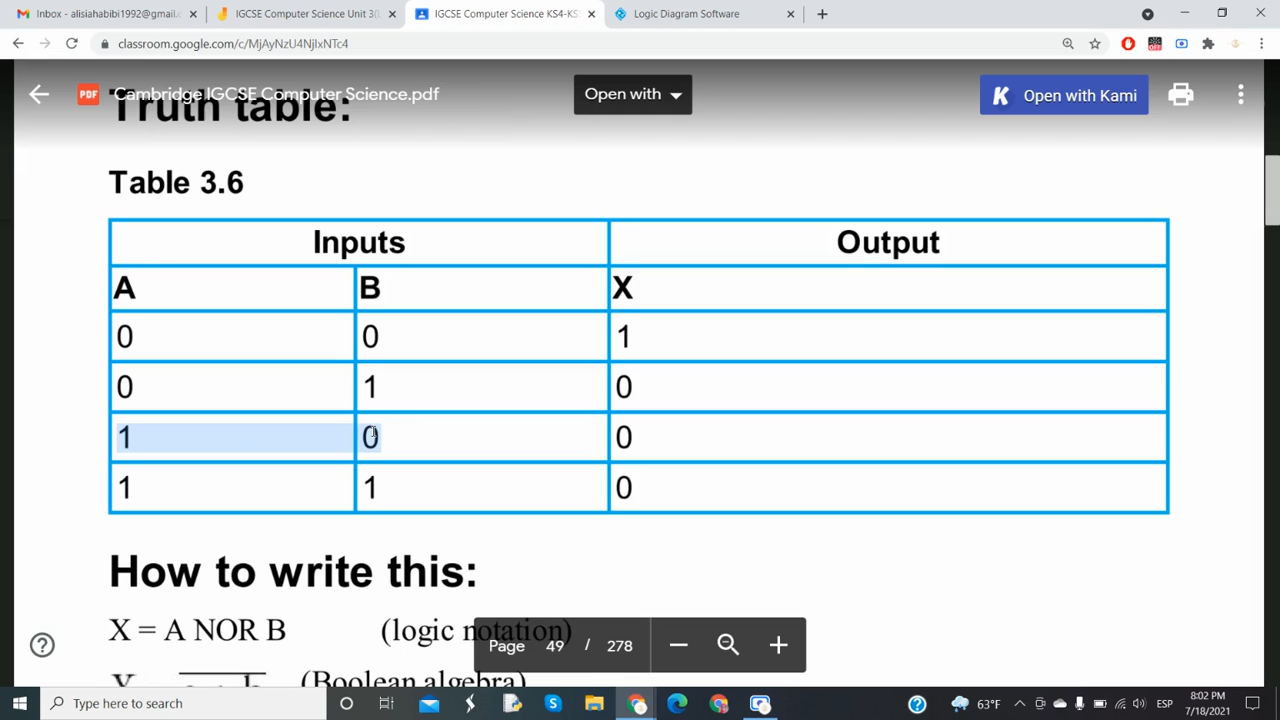 Inbox - alisiahabibi1992@gmail.c
IGCSE Computer Science Unit 3(
IGCSE Computer Science KS4-KS
Logic Diagram Software
classroom.google.com/c/MjAyNzU4NjIxNTc4
PDF
Cambridge IGCSE Computer Science.pdf
Open with
K Open with Kami
Truth table:
Table 3.6
Inputs Output
A B X
0 0 1
0 1 0
1 0 0
1 1 0
How to write this:
X = A NOR B (logic notation)
Page 49 / 278
(Boolean algebra)
Type here to search
63°F
ESP
8:02 PM
7/18/2021